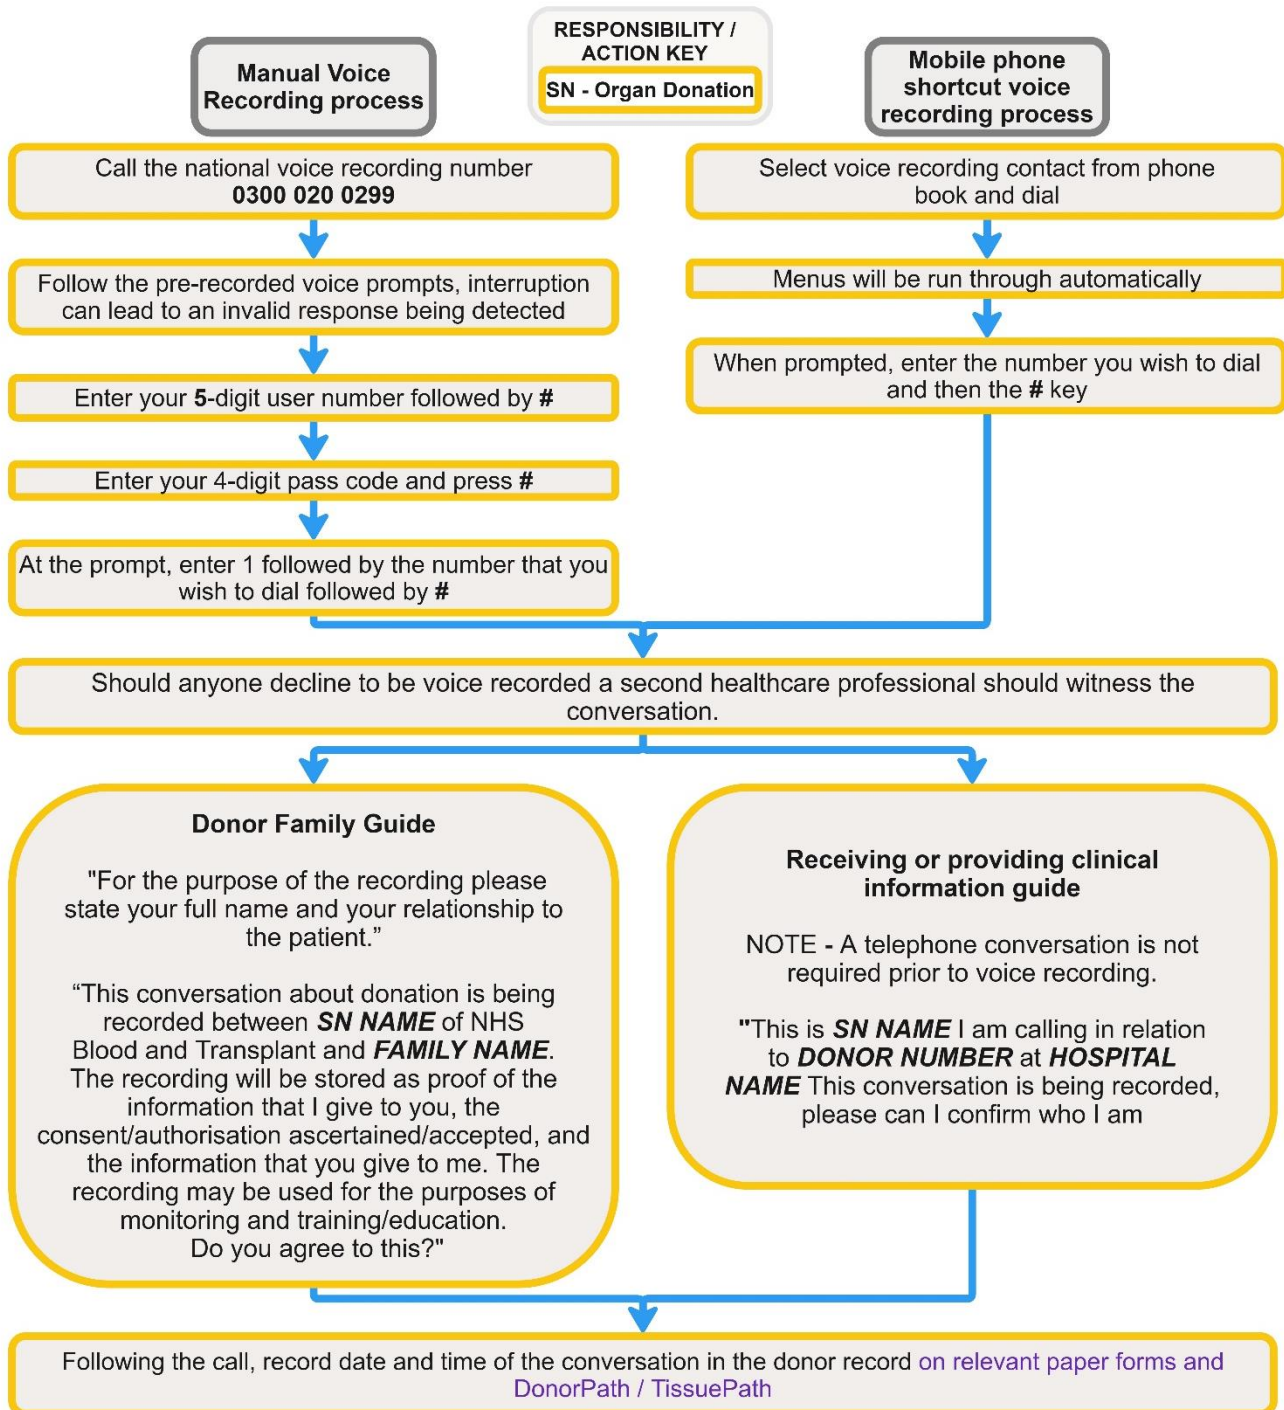 RESPONSIBILITY /
ACTION KEY
SN - Organ Donation
Manual Voice
Recording process
Mobile phone
shortcut voice
recording process
Call the national voice recording number
0300 020 0299
Follow the pre-recorded voice prompts, interruption
can lead to an invalid response being detected
Enter your 5-digit user number followed by #
Enter your 4-digit pass code and press #
At the prompt, enter 1 followed by the number that you
wish to dial followed by #
Select voice recording contact from phone
book and dial
Menus will be run through automatically
When prompted, enter the number you wish to dial
and then the # key
Should anyone decline to be voice recorded a second healthcare professional should witness the
conversation.
Donor Family Guide
"For the purpose of the recording please
state your full name and your relationship to
the patient.”
“This conversation about donation is being
recorded between SN NAME of NHS
Blood and Transplant and FAMILY NAME.
The recording will be stored as proof of the
information that I give to you, the
consent/authorisation ascertained/accepted, and
the information that you give to me. The
recording may be used for the purposes of
monitoring and training/education.
Do you agree to this?"
Receiving or providing clinical
information guide
NOTE - A telephone conversation is not
required prior to voice recording.
"This is SN NAME I am calling in relation
to DONOR NUMBER at HOSPITAL
NAME This conversation is being recorded,
please can I confirm who I am
Following the call, record date and time of the conversation in the donor record on relevant paper forms and
DonorPath / TissuePath